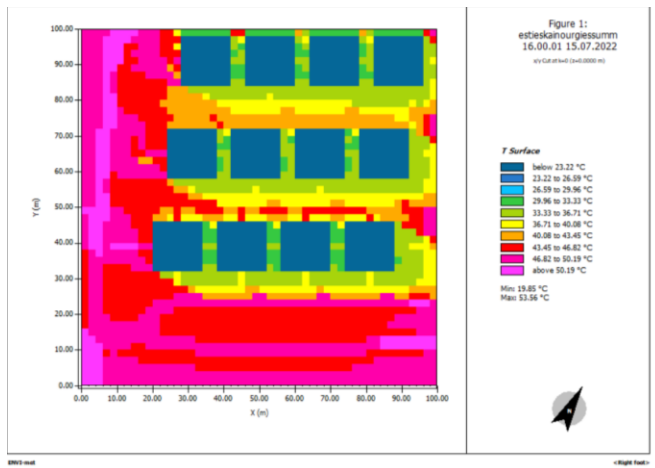 Figure 1:
estieskainourgiessumm
16.00.01 15.07.2022
x/y Cut at k=0 (z=0.0000 m)
100.00
90.00
80.00
70.00
60.00
50.00
40.00
30.00
20.00
10.00
0.00
Y (m)
0.00 10.00 20.00 30.00 40.00 50.00 60.00 70.00 80.00 90.00 100.00
X (m)
T Surface
below 23.22 °C
23.22 to 26.59 °C
26.59 to 29.96 °C
29.96 to 33.33 °C
33.33 to 36.71 °C
36.71 to 40.08 °C
40.08 to 43.45 °C
43.45 to 46.82 °C
46.82 to 50.19 °C
above 50.19 °C
Min: 19.85 °C
Max: 53.56 °C
N
ENVI-met
<Right Foot>